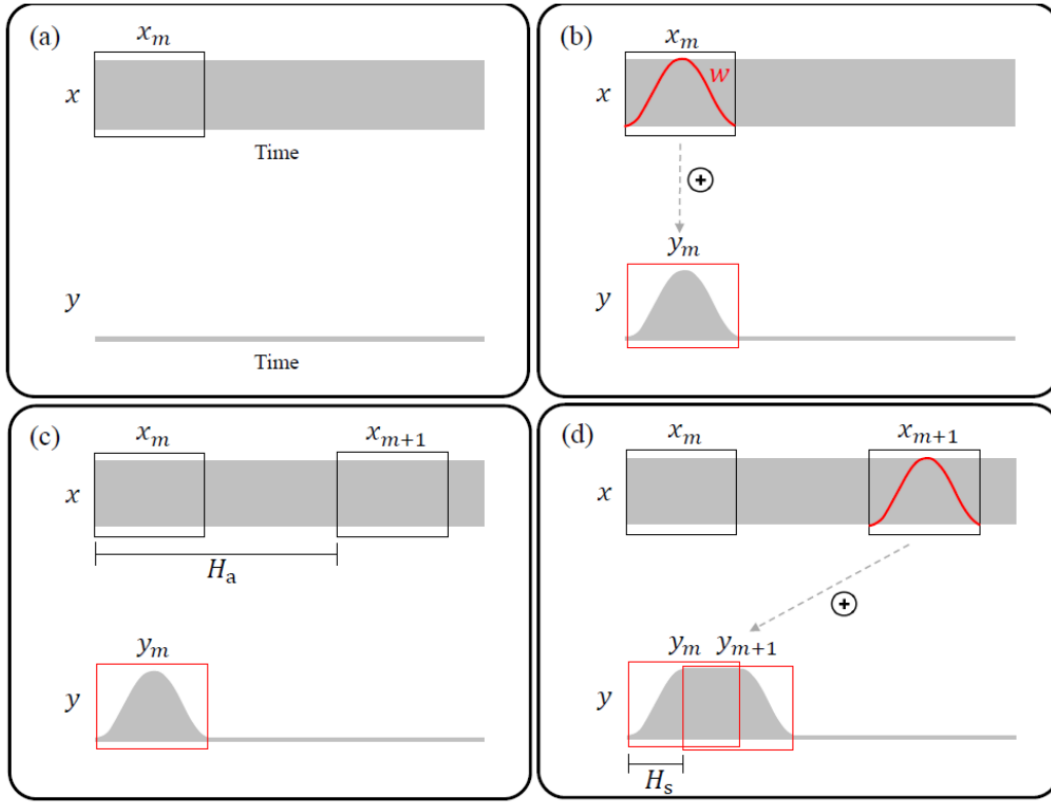 (a)
x_m
x
Time
y
Time
(b)
x_m
w
x
+
y_m
y
(c)
x_m x_{m+1}
x
H_a
y_m
y
(d)
x_m x_{m+1}
x
+
y_m y_{m+1}
y
H_s